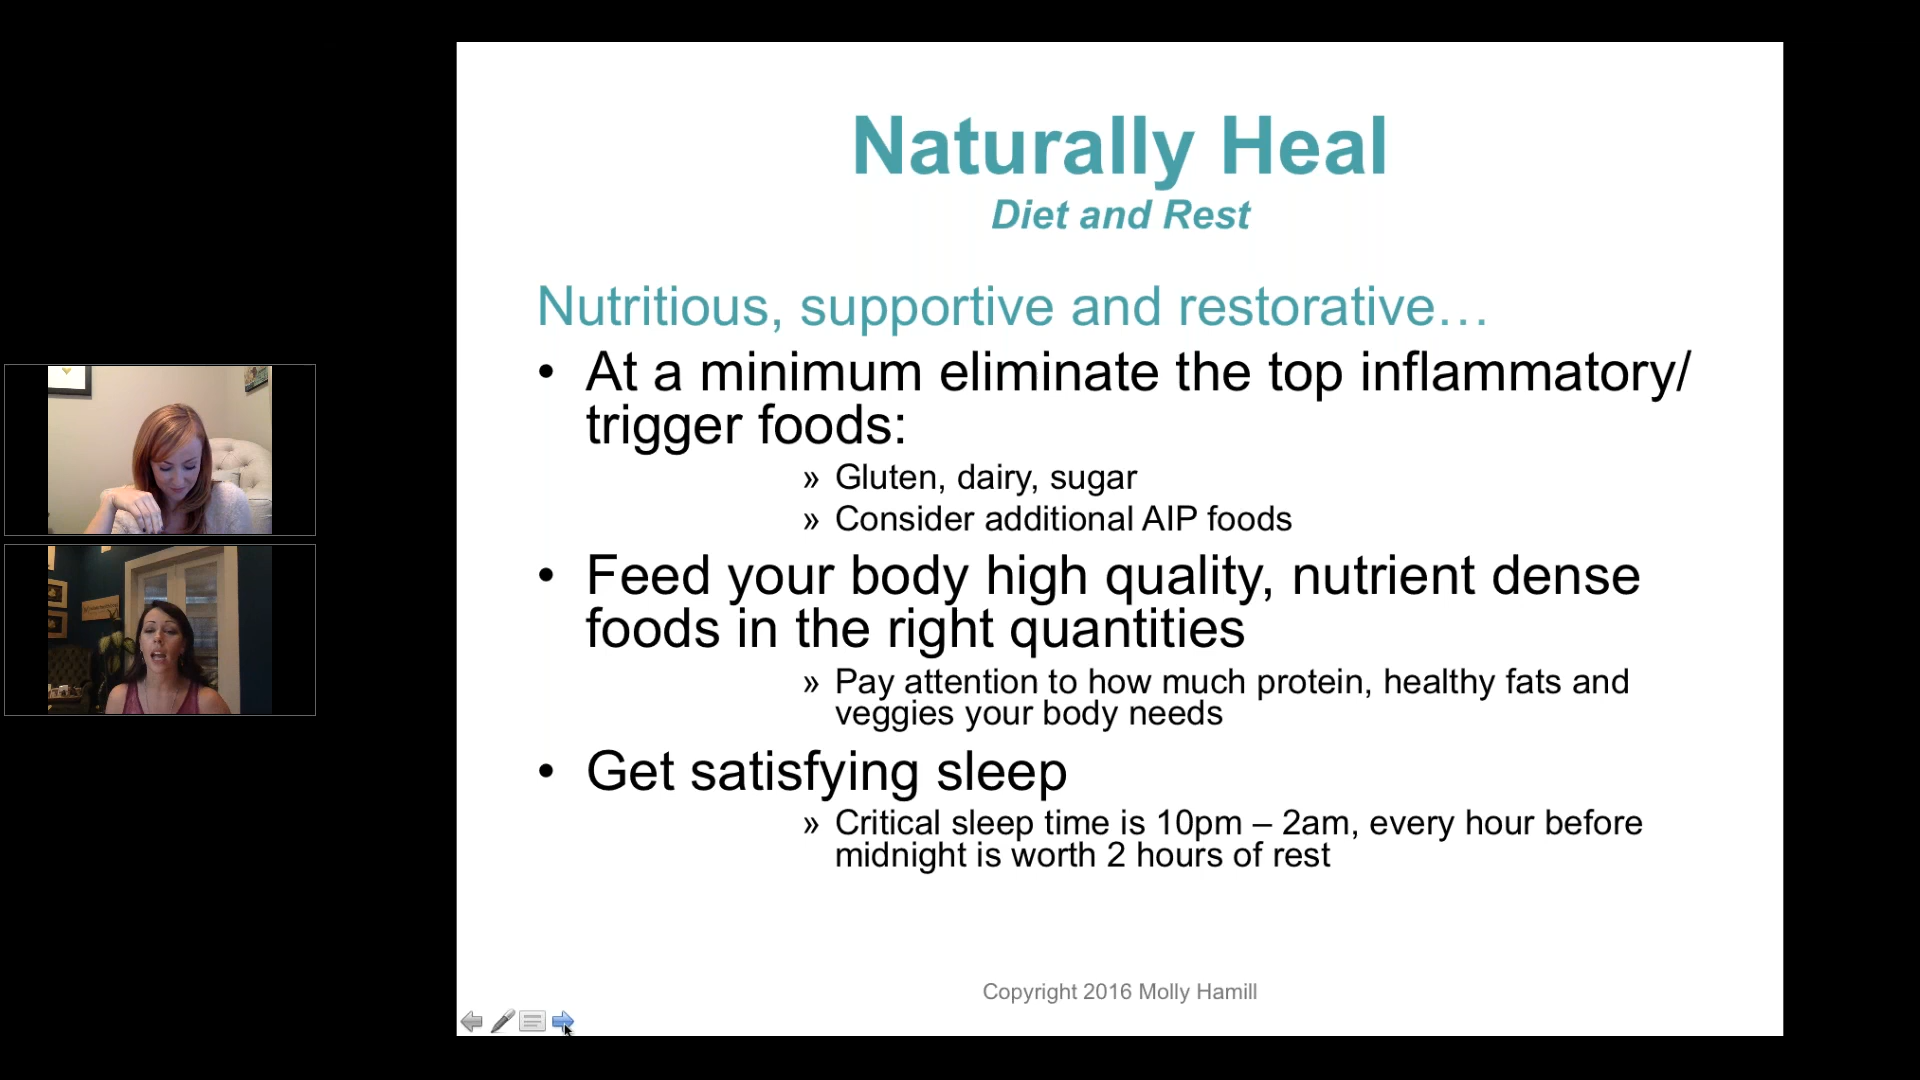 Naturally Heal
Diet and Rest
Nutritious, supportive and restorative…
• At a minimum eliminate the top inflammatory/
trigger foods:
» Gluten, dairy, sugar
» Consider additional AIP foods
• Feed your body high quality, nutrient dense
foods in the right quantities
» Pay attention to how much protein, healthy fats and
veggies your body needs
• Get satisfying sleep
» Critical sleep time is 10pm – 2am, every hour before
midnight is worth 2 hours of rest
Copyright 2016 Molly Hamill